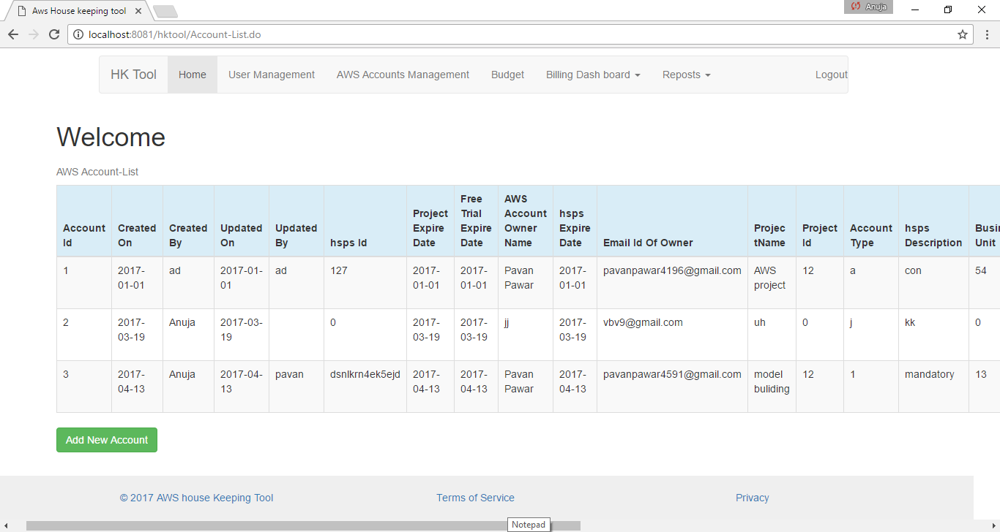 Aws House keeping tool
Anuja
localhost:8081/hktool/Account-List.do
HK Tool Home User Management AWS Accounts Management Budget Billing Dash board Reposts Logout
Welcome
AWS Account-List
Free AWS
Project Trial Account hsps
Account Created Created Updated Updated Expire Expire Owner Expire Projec Project Account hsps Busi
Id On By On By hsps Id Date Date Name Date Email Id Of Owner tName Id Type Description Unit
1 2017- ad 2017-01- ad 127 2017- 2017- Pavan 2017- pavanpawar4196@gmail.com AWS 12 a con 54
01-01 01 01-01 01-01 Pawar 01-01 project
2 2017- Anuja 2017-03- 0 2017- 2017- jj 2017- vbv9@gmail.com uh 0 j kk 0
03-19 19 03-19 03-19 03-19
3 2017- Anuja 2017-04- pavan dsnlkrn4ek5ejd 2017- 2017- Pavan 2017- pavanpawar4591@gmail.com model 12 1 mandatory 13
04-13 13 04-13 04-13 Pawar 04-13 buliding
Add New Account
© 2017 AWS house Keeping Tool Terms of Service Privacy
Notepad